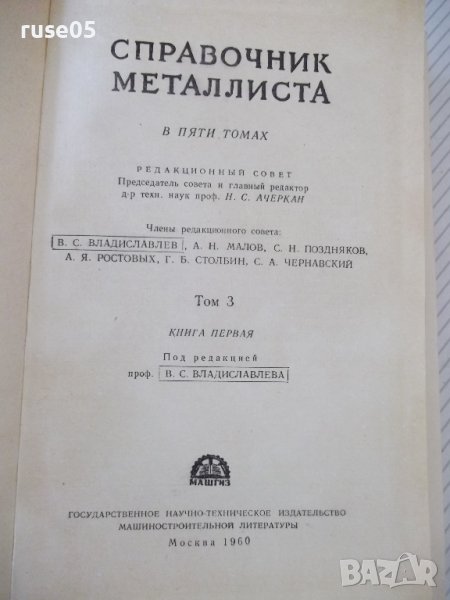 ruse05
СПРАВОЧНИК
МЕТАЛЛИСТА
В ПЯТИ ТОМАХ
РЕДАКЦИОННЫЙ СОВЕТ
Председатель совета и главный редактор
д-р техн. наук проф. Н. С. АЧЕРКАН
Члены редакционного совета:
В. С. ВЛАДИСЛАВЛЕВ, А. Н. МАЛОВ, С. Н. ПОЗДНЯКОВ,
А. Я. РОСТОВЫХ, Г. Б. СТОЛБИН, С. А. ЧЕРНАВСКИЙ
Том 3
КНИГА ПЕРВАЯ
Под редакцией
проф. В. С. ВЛАДИСЛАВЛЕВА
МАШГИЗ
ГОСУДАРСТВЕННОЕ НАУЧНО-ТЕХНИЧЕСКОЕ ИЗДАТЕЛЬСТВО
МАШИНОСТРОИТЕЛЬНОЙ ЛИТЕРАТУРЫ
Москва 1960
BAZAR